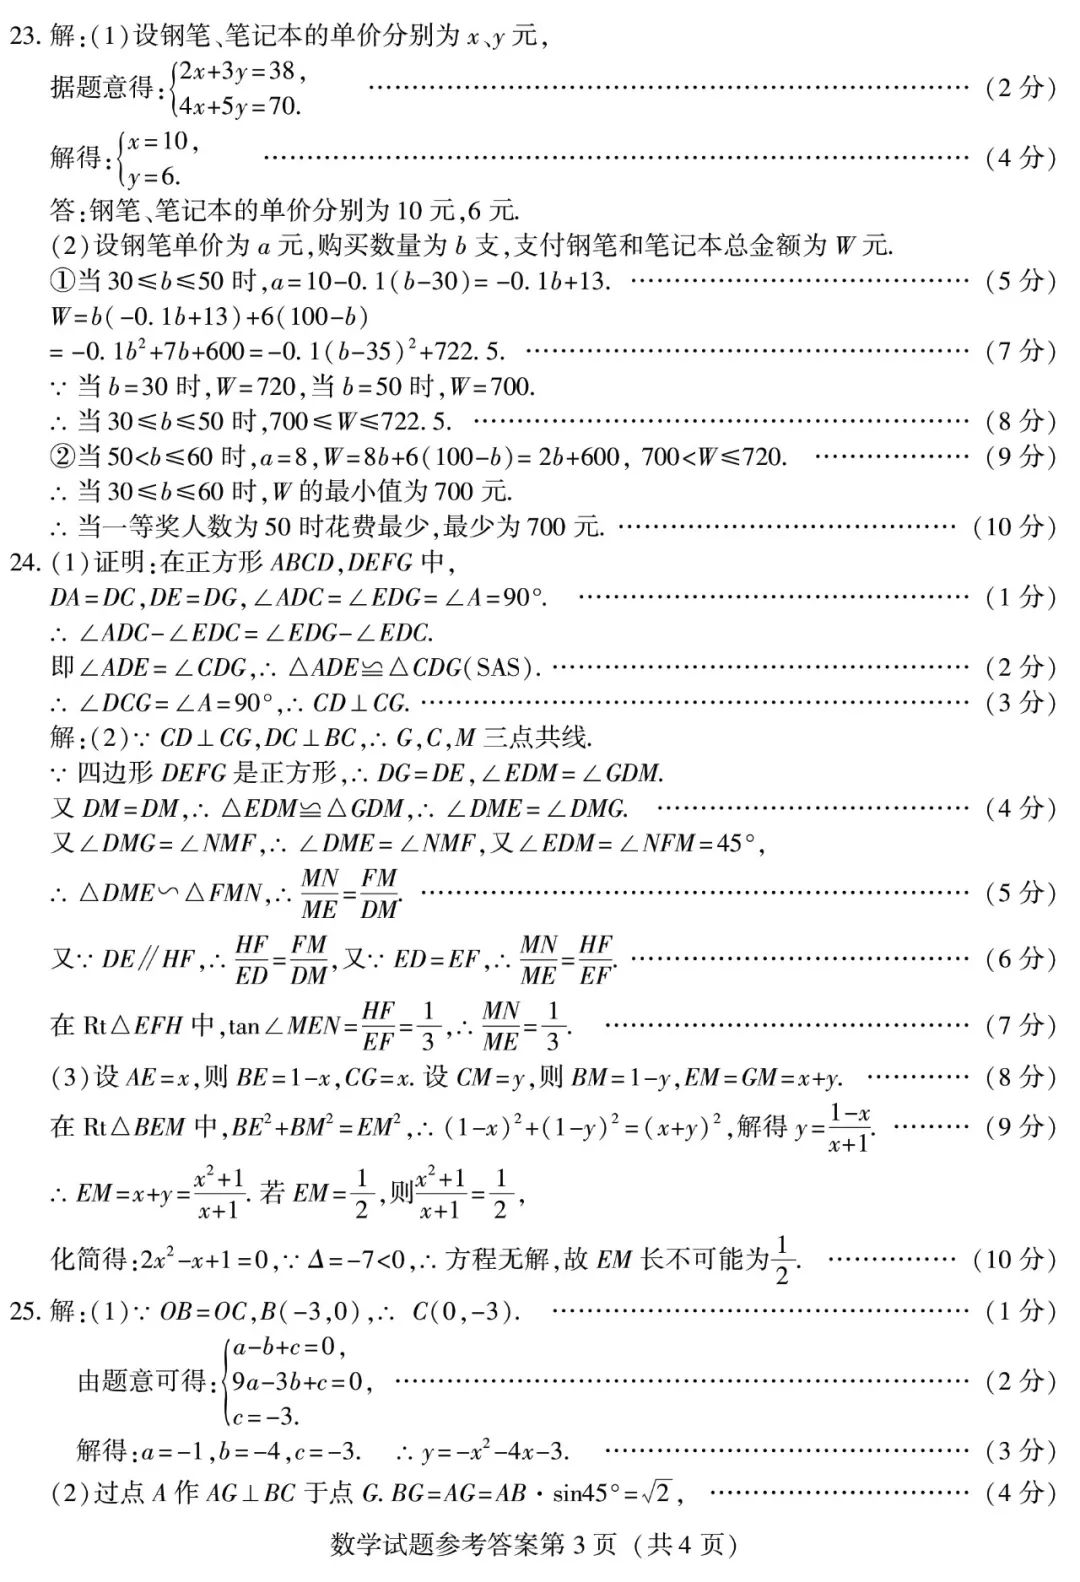 23. 解:(1)设钢笔、笔记本的单价分别为 x、y 元,
据题意得:{2x+3y=38, 4x+5y=70. …… (2 分)
解得:{x=10, y=6. …… (4 分)
答:钢笔、笔记本的单价分别为 10 元,6 元.
(2)设钢笔单价为 a 元,购买数量为 b 支,支付钢笔和笔记本总金额为 W 元.
①当 30≤b≤50 时,a=10-0.1(b-30)=-0.1b+13. …… (5 分)
W=b(-0.1b+13)+6(100-b)
=-0.1b²+7b+600=-0.1(b-35)²+722.5. …… (7 分)
∵ 当 b=30 时,W=720,当 b=50 时,W=700.
∴ 当 30≤b≤50 时,700≤W≤722.5. …… (8 分)
②当 50<b≤60 时,a=8,W=8b+6(100-b)=2b+600, 700<W≤720. …… (9 分)
∴ 当 30≤b≤60 时,W 的最小值为 700 元.
∴ 当一等奖人数为 50 时花费最少,最少为 700 元. …… (10 分)
24. (1)证明:在正方形 ABCD,DEFG 中,
DA=DC,DE=DG,∠ADC=∠EDG=∠A=90°. …… (1 分)
∴ ∠ADC-∠EDC=∠EDG-∠EDC.
即∠ADE=∠CDG,∴ △ADE≌△CDG(SAS). …… (2 分)
∴ ∠DCG=∠A=90°,∴ CD⊥CG. …… (3 分)
解:(2)∵ CD⊥CG,DC⊥BC,∴ G,C,M 三点共线.
∵ 四边形 DEFG 是正方形,∴ DG=DE,∠EDM=∠GDM.
又 DM=DM,∴ △EDM≌△GDM,∴ ∠DME=∠DMG. …… (4 分)
又∠DMG=∠NMF,∴ ∠DME=∠NMF,又∠EDM=∠NFM=45°,
∴ △DME∽△FMN,∴ MN/ME=FM/DM. …… (5 分)
又∵ DE∥HF,∴ HF/ED=FM/DM,又∵ ED=EF,∴ MN/ME=HF/EF. …… (6 分)
在 Rt△EFH 中,tan∠MEN=HF/EF=1/3,∴ MN/ME=1/3. …… (7 分)
(3)设 AE=x,则 BE=1-x,CG=x. 设 CM=y,则 BM=1-y,EM=GM=x+y. …… (8 分)
在 Rt△BEM 中,BE²+BM²=EM²,∴ (1-x)²+(1-y)²=(x+y)²,解得 y=(1-x)/(x+1). …… (9 分)
∴ EM=x+y=(x²+1)/(x+1). 若 EM=1/2,则(x²+1)/(x+1)=1/2,
化简得:2x²-x+1=0,∵ Δ=-7<0,∴ 方程无解,故 EM 长不可能为1/2. …… (10 分)
25. 解:(1)∵ OB=OC,B(-3,0),∴ C(0,-3). …… (1 分)
由题意可得:{a-b+c=0, 9a-3b+c=0, c=-3. …… (2 分)
解得:a=-1,b=-4,c=-3. ∴ y=-x²-4x-3. …… (3 分)
(2)过点 A 作 AG⊥BC 于点 G. BG=AG=AB·sin45°=√2, …… (4 分)
数学试题参考答案第 3 页 (共 4 页)